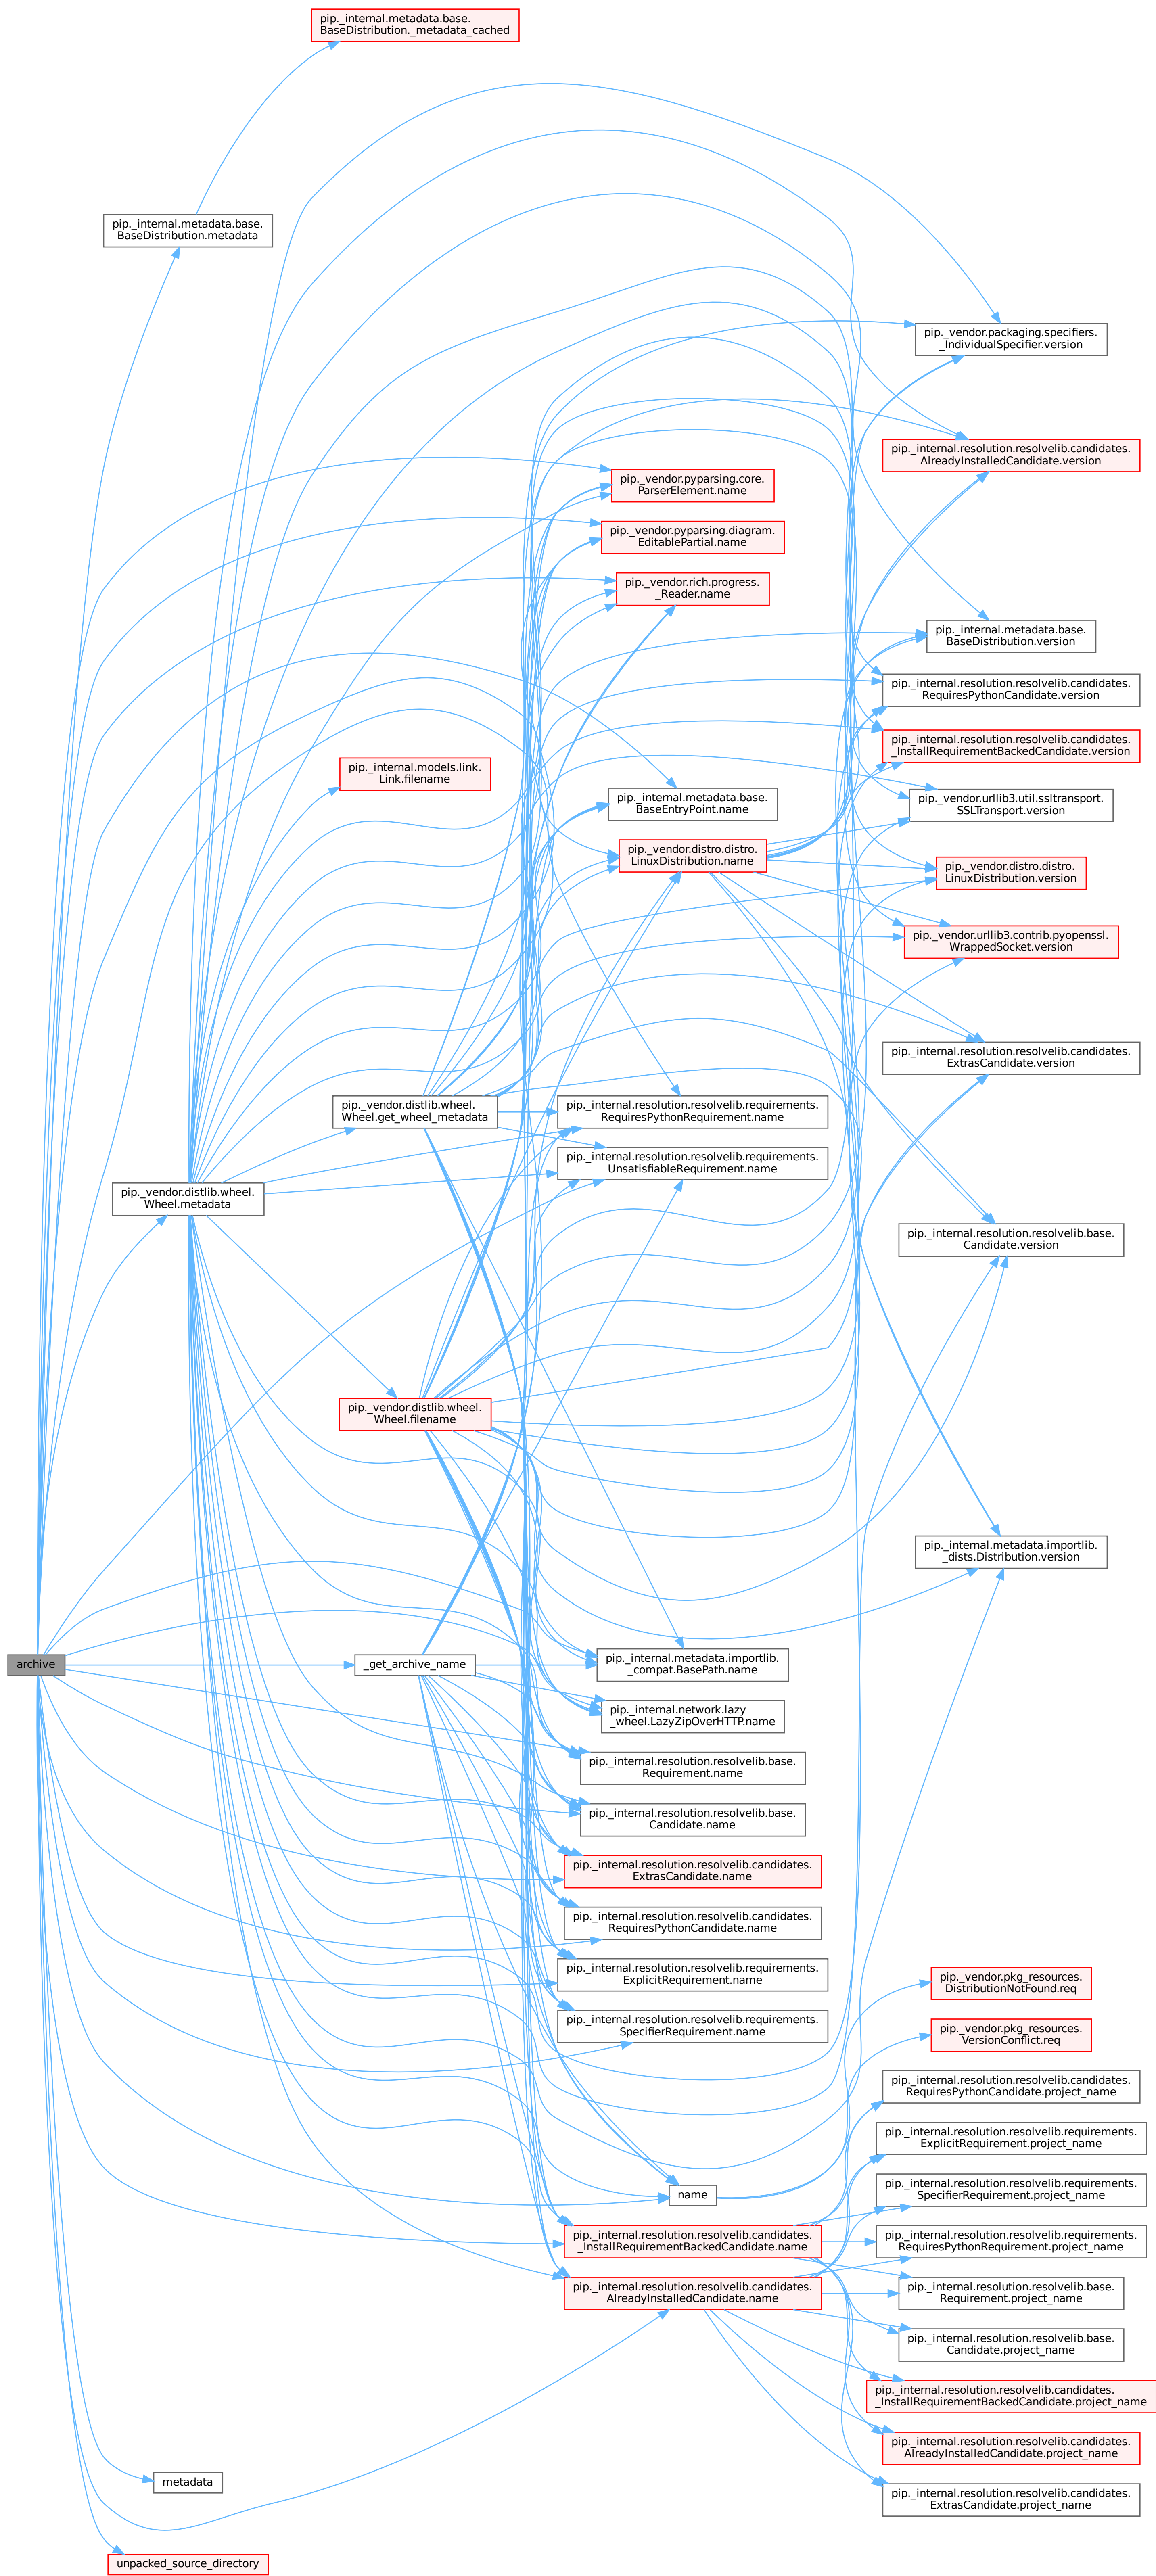 pip._internal.metadata.base.
BaseDistribution._metadata_cached
pip._internal.metadata.base.
BaseDistribution.metadata
pip._vendor.packaging.specifiers.
_IndividualSpecifier.version
pip._internal.resolution.resolvelib.candidates.
AlreadyInstalledCandidate.version
pip._vendor.pyparsing.core.
ParserElement.name
pip._vendor.pyparsing.diagram.
EditablePartial.name
pip._vendor.rich.progress.
_Reader.name
pip._internal.metadata.base.
BaseDistribution.version
pip._internal.resolution.resolvelib.candidates.
RequiresPythonCandidate.version
pip._internal.resolution.resolvelib.candidates.
_InstallRequirementBackedCandidate.version
pip._internal.models.link.
Link.filename
pip._internal.metadata.base.
BaseEntryPoint.name
pip._vendor.urllib3.util.ssltransport.
SSLTransport.version
pip._vendor.distro.distro.
LinuxDistribution.name
pip._vendor.distro.distro.
LinuxDistribution.version
pip._vendor.urllib3.contrib.pyopenssl.
WrappedSocket.version
pip._internal.resolution.resolvelib.candidates.
ExtrasCandidate.version
pip._vendor.distlib.wheel.
Wheel.get_wheel_metadata
pip._internal.resolution.resolvelib.requirements.
RequiresPythonRequirement.name
pip._internal.resolution.resolvelib.requirements.
UnsatisfiableRequirement.name
pip._vendor.distlib.wheel.
Wheel.metadata
pip._internal.resolution.resolvelib.base.
Candidate.version
pip._vendor.distlib.wheel.
Wheel.filename
pip._internal.metadata.importlib.
_dists.Distribution.version
archive
_get_archive_name
pip._internal.metadata.importlib.
_compat.BasePath.name
pip._internal.network.lazy
_wheel.LazyZipOverHTTP.name
pip._internal.resolution.resolvelib.base.
Requirement.name
pip._internal.resolution.resolvelib.base.
Candidate.name
pip._internal.resolution.resolvelib.candidates.
ExtrasCandidate.name
pip._internal.resolution.resolvelib.candidates.
RequiresPythonCandidate.name
pip._internal.resolution.resolvelib.requirements.
ExplicitRequirement.name
pip._internal.resolution.resolvelib.requirements.
SpecifierRequirement.name
pip._vendor.pkg_resources.
DistributionNotFound.req
pip._vendor.pkg_resources.
VersionConflict.req
pip._internal.resolution.resolvelib.candidates.
RequiresPythonCandidate.project_name
pip._internal.resolution.resolvelib.requirements.
ExplicitRequirement.project_name
name
pip._internal.resolution.resolvelib.requirements.
SpecifierRequirement.project_name
pip._internal.resolution.resolvelib.candidates.
_InstallRequirementBackedCandidate.name
pip._internal.resolution.resolvelib.requirements.
RequiresPythonRequirement.project_name
pip._internal.resolution.resolvelib.candidates.
AlreadyInstalledCandidate.name
pip._internal.resolution.resolvelib.base.
Requirement.project_name
pip._internal.resolution.resolvelib.base.
Candidate.project_name
pip._internal.resolution.resolvelib.candidates.
_InstallRequirementBackedCandidate.project_name
pip._internal.resolution.resolvelib.candidates.
AlreadyInstalledCandidate.project_name
metadata
pip._internal.resolution.resolvelib.candidates.
ExtrasCandidate.project_name
unpacked_source_directory